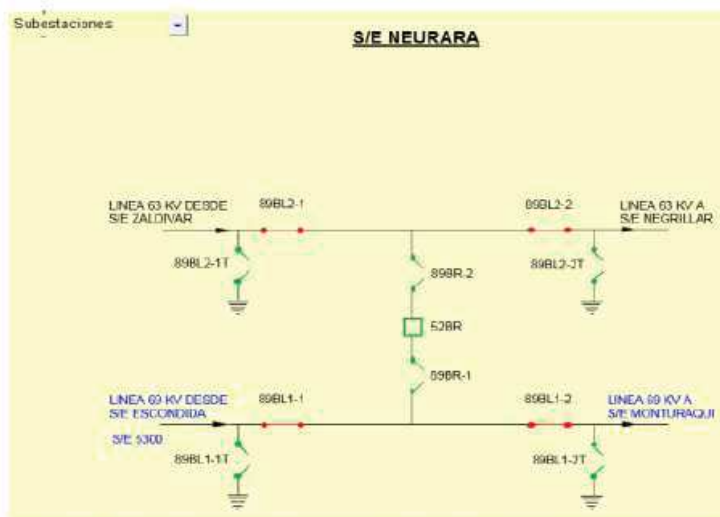 Subestaciones
S/E NEURARA
LINEA 63 KV DESDE
S/E ZALDIVAR
89BL2-1
89BL2-2
LINEA 63 KV A
S/E NEGRILLAR
89BL2-1T
89BR-2
89BL2-2T
52BR
89BR-1
LINEA 69 KV DESDE
S/E ESCONDIDA
89BL1-1
89BL1-2
LINEA 69 KV A
S/E MONTURAQUI
S/E 5300
89BL1-1T
89BL1-2T